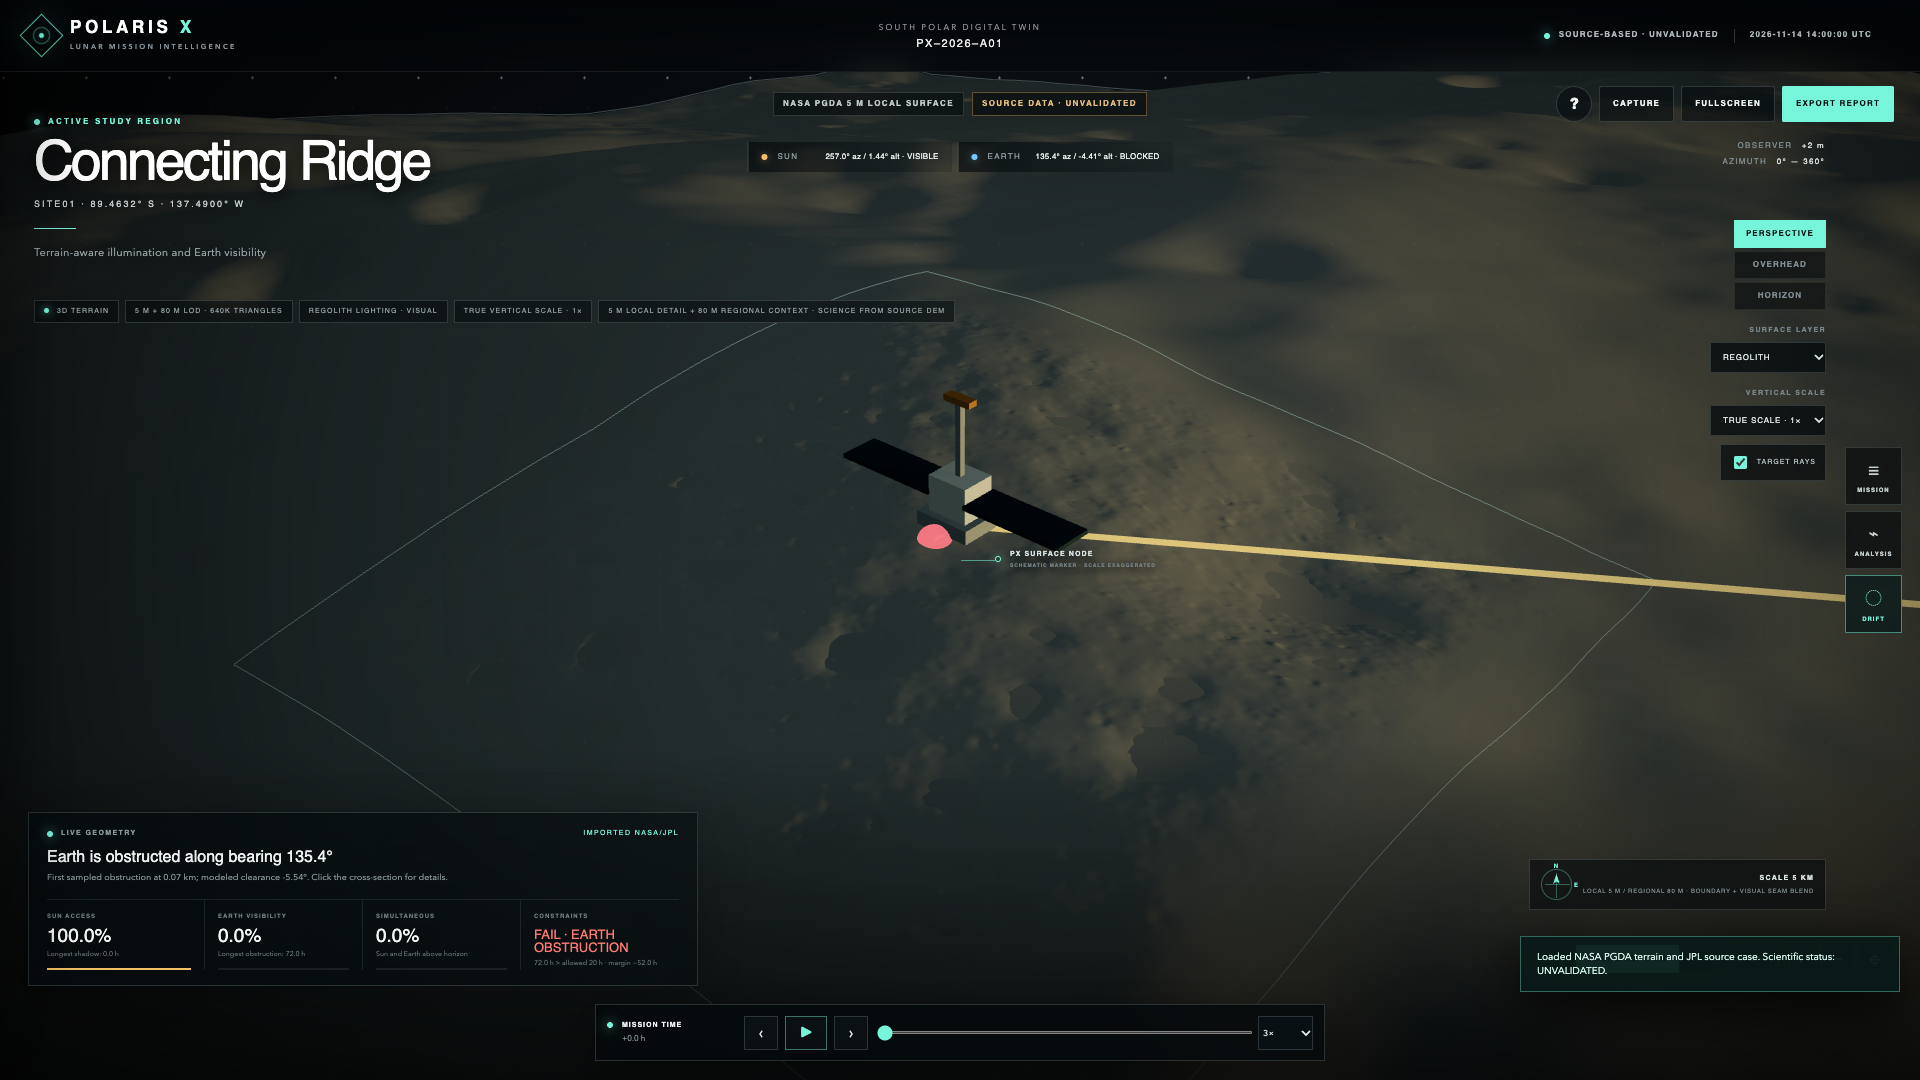 POLARIS X
LUNAR MISSION INTELLIGENCE
SOUTH POLAR DIGITAL TWIN
PX–2026–A01
SOURCE-BASED · UNVALIDATED
2026-11-14 14:00:00 UTC
NASA PGDA 5 M LOCAL SURFACE
SOURCE DATA · UNVALIDATED
?
CAPTURE
FULLSCREEN
EXPORT REPORT
ACTIVE STUDY REGION
Connecting Ridge
SITE01 · 89.4632° S · 137.4900° W
Terrain-aware illumination and Earth visibility
SUN 257.0° az / 1.44° alt · VISIBLE
EARTH 135.4° az / -4.41° alt · BLOCKED
OBSERVER +2 m
AZIMUTH 0° — 360°
3D TERRAIN
5 M + 80 M LOD · 640K TRIANGLES
REGOLITH LIGHTING · VISUAL
TRUE VERTICAL SCALE · 1×
5 M LOCAL DETAIL + 80 M REGIONAL CONTEXT · SCIENCE FROM SOURCE DEM
PERSPECTIVE
OVERHEAD
HORIZON
SURFACE LAYER
REGOLITH
VERTICAL SCALE
TRUE SCALE · 1×
TARGET RAYS
MISSION
ANALYSIS
DRIFT
PX SURFACE NODE
SCHEMATIC MARKER · SCALE EXAGGERATED
LIVE GEOMETRY
IMPORTED NASA/JPL
Earth is obstructed along bearing 135.4°
First sampled obstruction at 0.07 km; modeled clearance -5.54°. Click the cross-section for details.
SUN ACCESS
100.0%
Longest shadow: 0.0 h
EARTH VISIBILITY
0.0%
Longest obstruction: 72.0 h
SIMULTANEOUS
0.0%
Sun and Earth above horizon
CONSTRAINTS
FAIL · EARTH
OBSTRUCTION
72.0 h > allowed 20 h · margin −52.0 h
N
E
SCALE 5 KM
LOCAL 5 M / REGIONAL 80 M · BOUNDARY + VISUAL SEAM BLEND
Loaded NASA PGDA terrain and JPL source case. Scientific status:
UNVALIDATED.
MISSION TIME
+0.0 h
3×